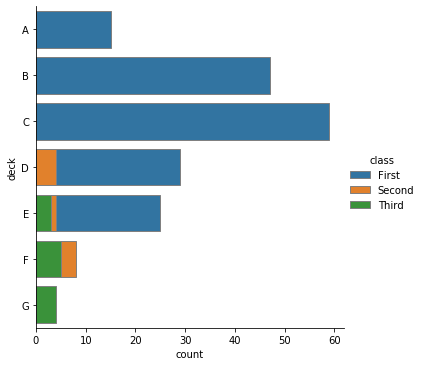 A
B
C
D
E
F
G
deck
0 10 20 30 40 50 60
count
class
First
Second
Third